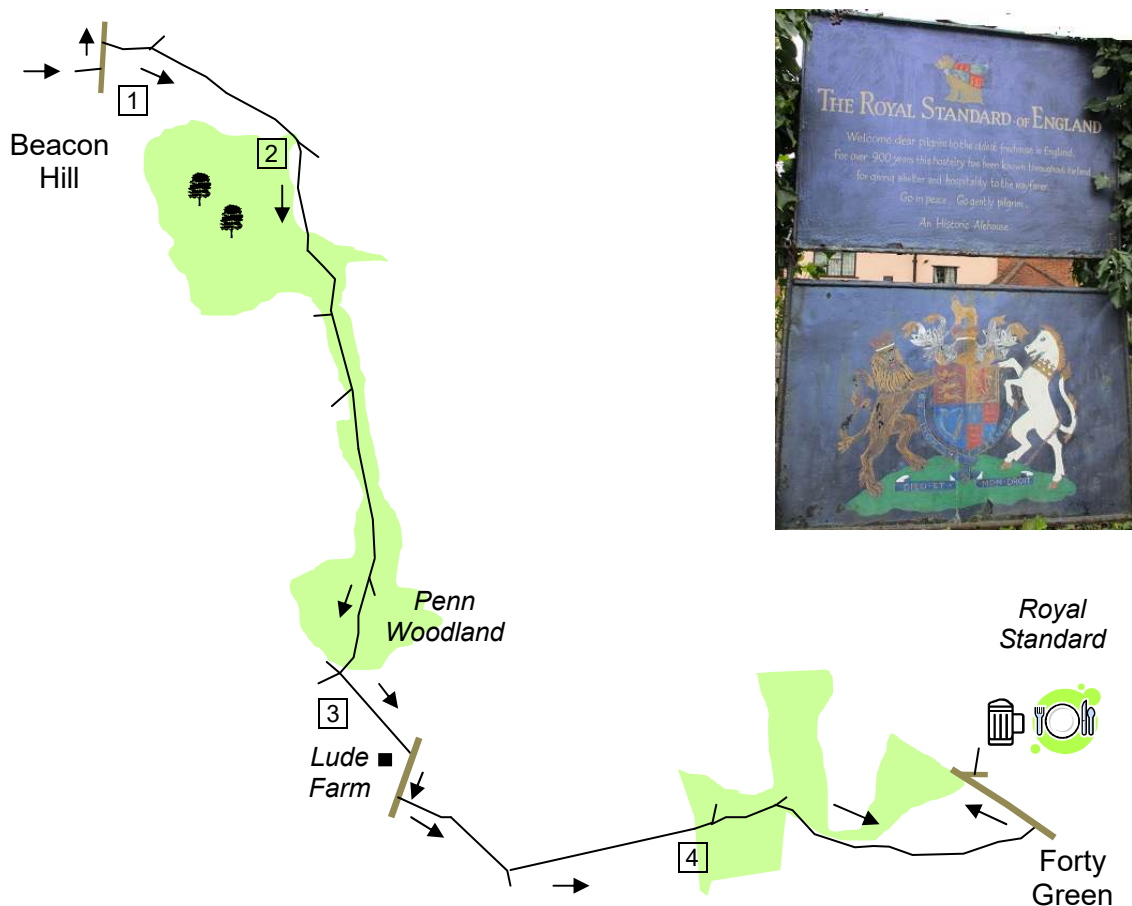 1
Beacon
Hill
2
THE ROYAL STANDARD OF ENGLAND
Welcome dear pilgrim to the oldest freehouse in England.
For over 900 years this hostelry has been known throughout Ireland
for giving shelter and hospitality to the wayfarer.
Go in peace. Go gently pilgrim.
An Historic Alehouse
DIEU·ET· MON·DROIT
Penn
Woodland
Royal
Standard
3
Lude
Farm
4
Forty
Green